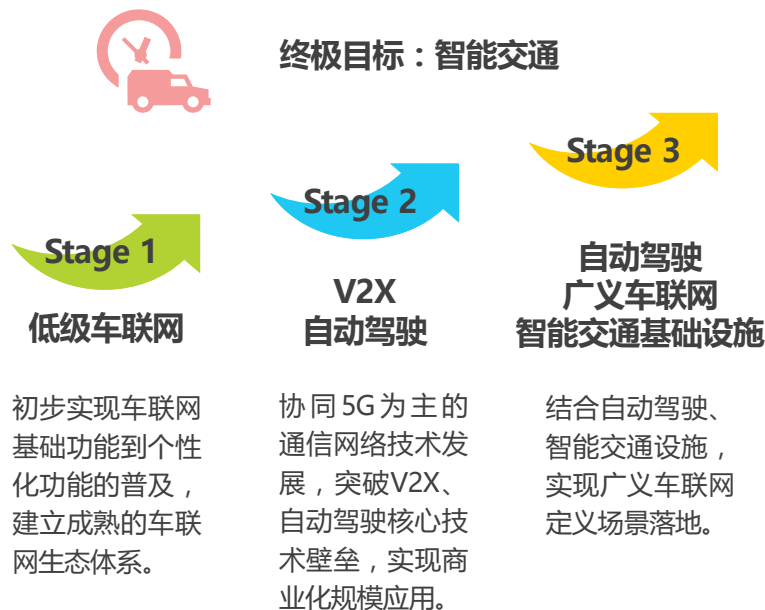 终极目标：智能交通
Stage 1
低级车联网
初步实现车联网
基础功能到个性
化功能的普及，
建立成熟的车联
网生态体系。
Stage 2
V2X
自动驾驶
协同5G为主的
通信网络技术发
展，突破V2X、
自动驾驶核心技
术壁垒，实现商
业化规模应用。
Stage 3
自动驾驶
广义车联网
智能交通基础设施
结合自动驾驶、
智能交通设施，
实现广义车联网
定义场景落地。